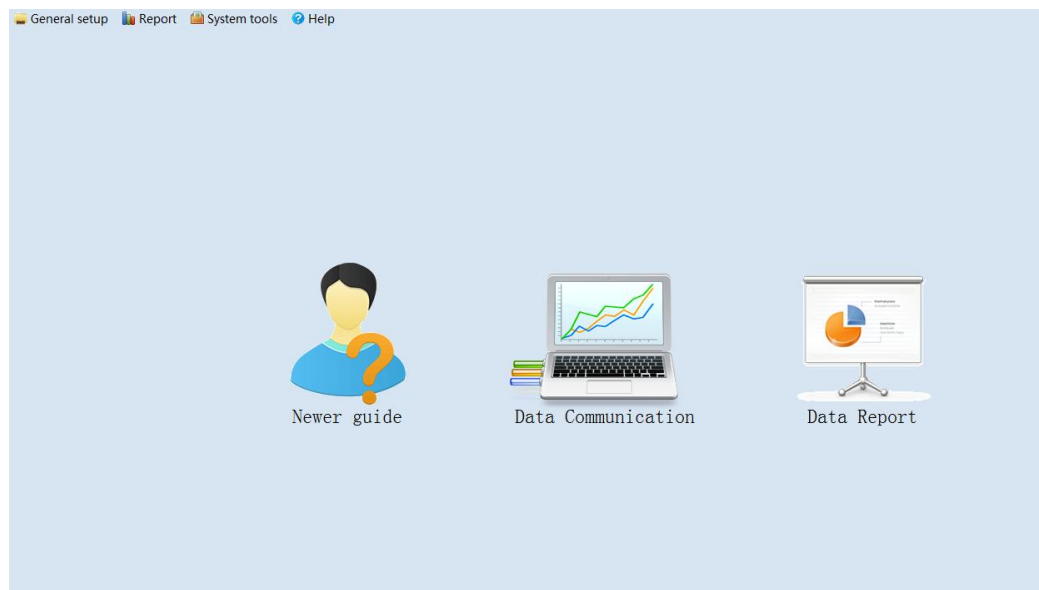 General setup Report System tools Help
Newer guide Data Communication Data Report